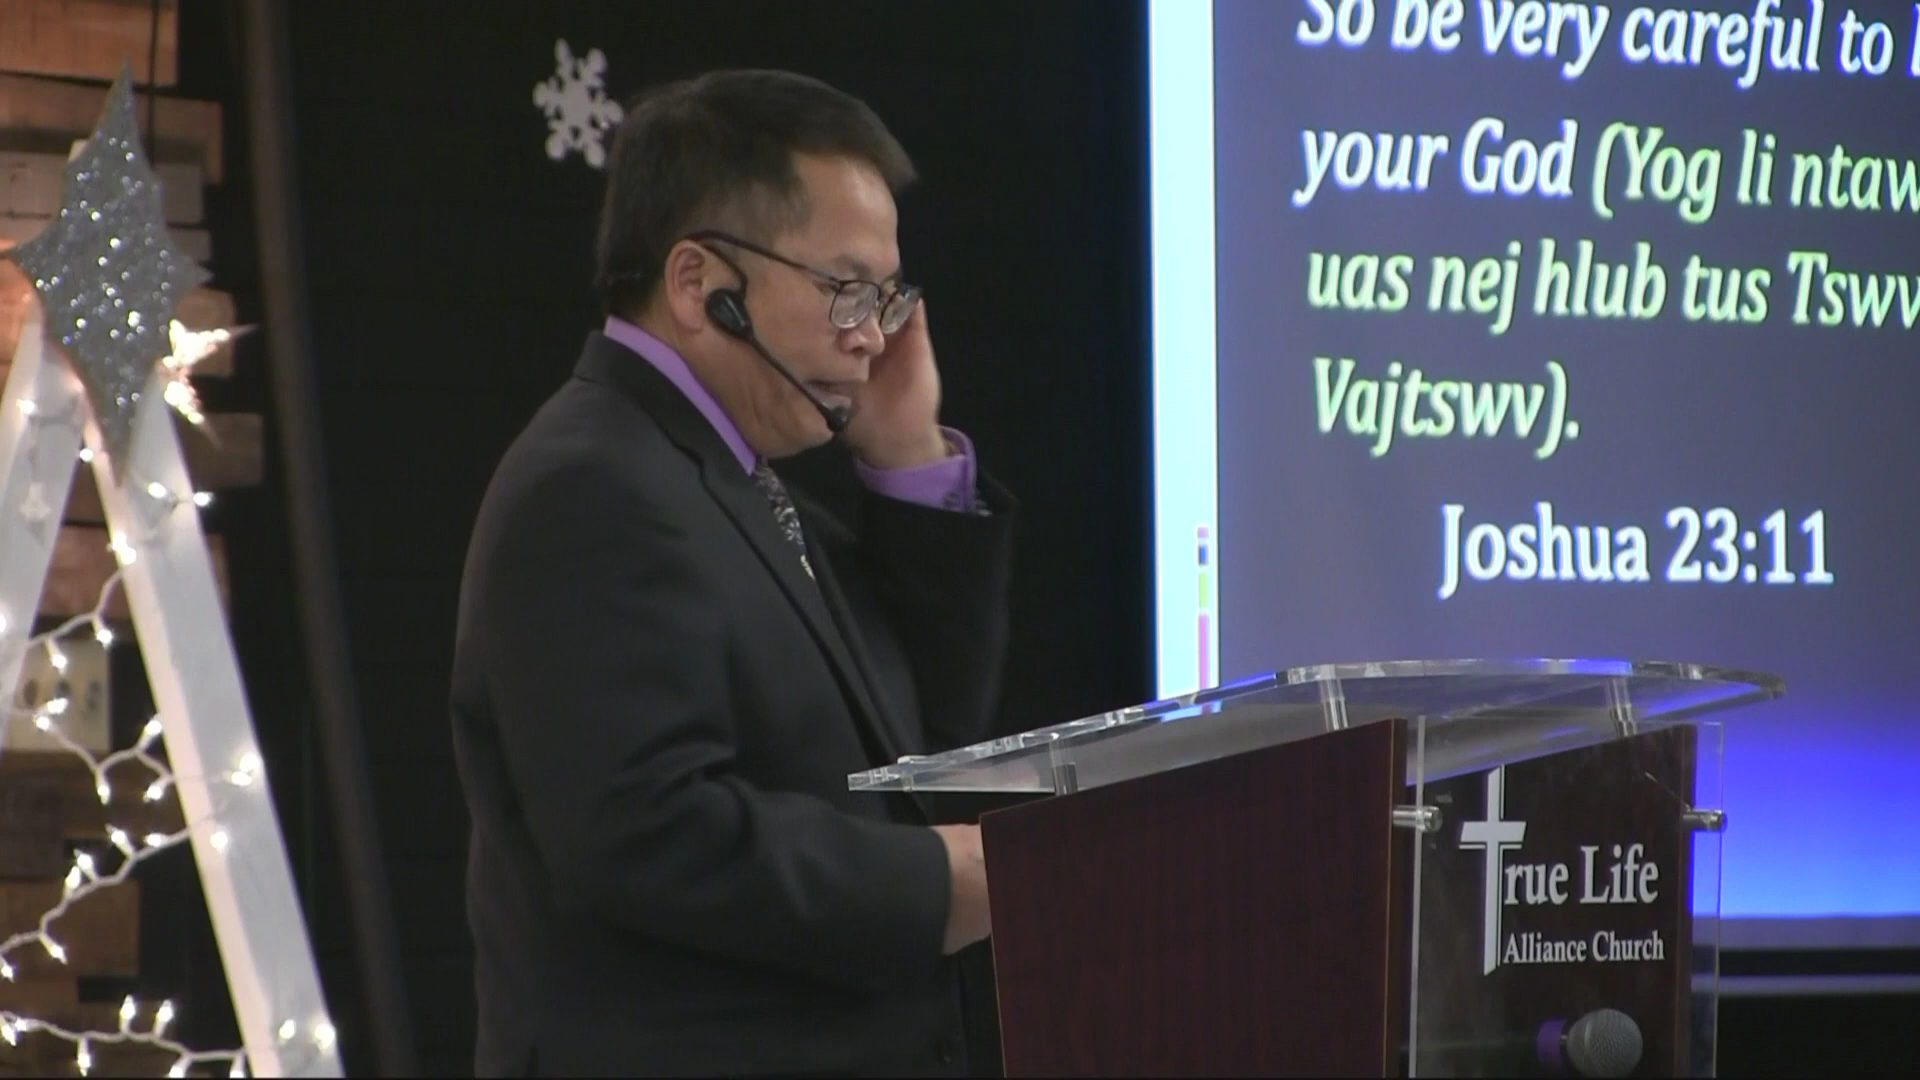 So be very careful to
your God (Yog li ntaw
uas nej hlub tus Tswv
Vajtswv).
Joshua 23:11
True Life
Alliance Church